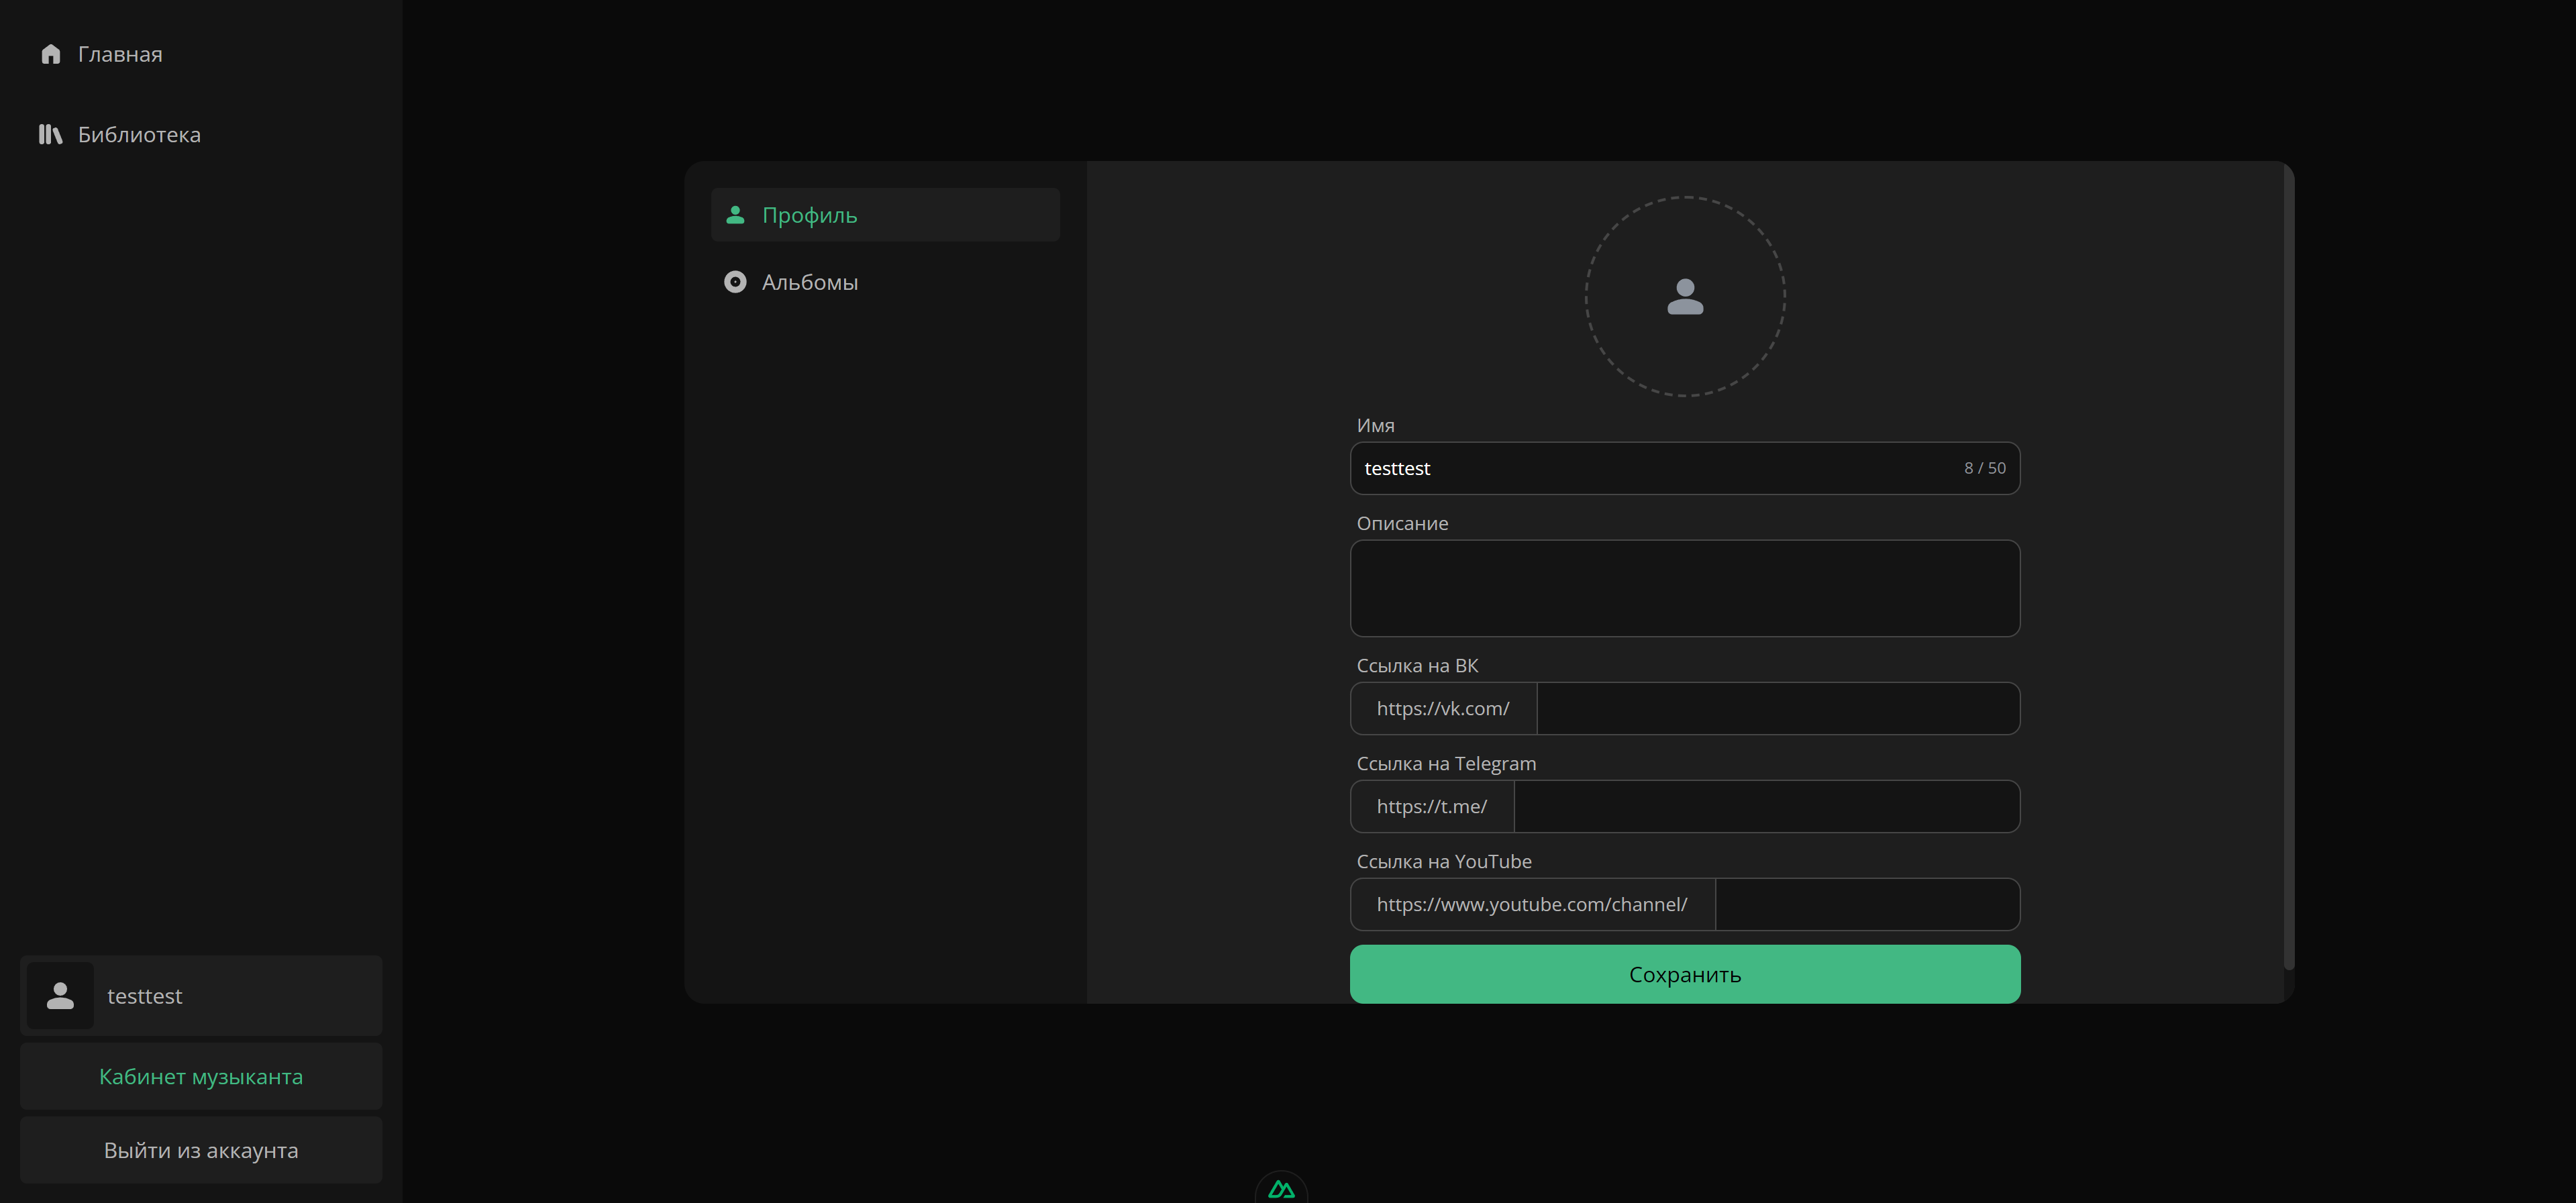 Главная
Библиотека
Профиль
Альбомы
Имя
testtest 8 / 50
Описание
Ссылка на ВК
https://vk.com/
Ссылка на Telegram
https://t.me/
Ссылка на YouTube
https://www.youtube.com/channel/
Сохранить
testtest
Кабинет музыканта
Выйти из аккаунта